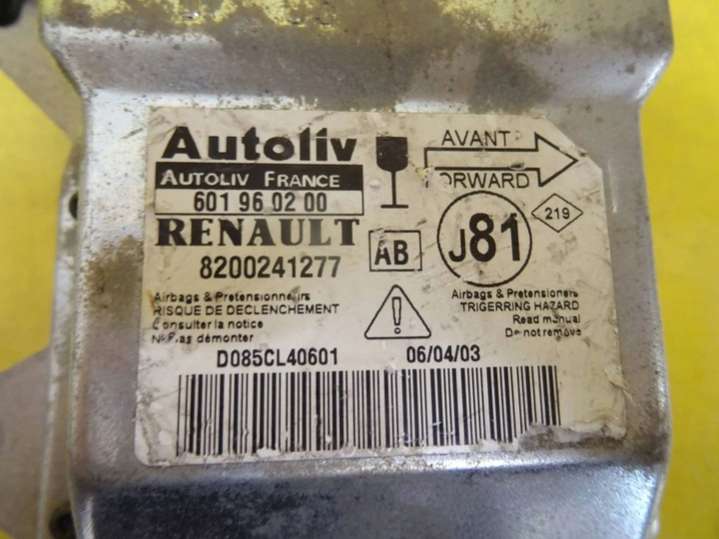 Autoliv
AUTOLIV FRANCE
601 96 02 00
RENAULT
8200241277
AVANT
FORWARD
AB
J81
219
Airbags & Pretensionneurs
RISQUE DE DECLENCHEMENT
Consulter la notice
Ne pas démonter
Airbags & Pretensioners
TRIGERRING HAZARD
Read manual
Do not remove
D085CL40601 06/04/03